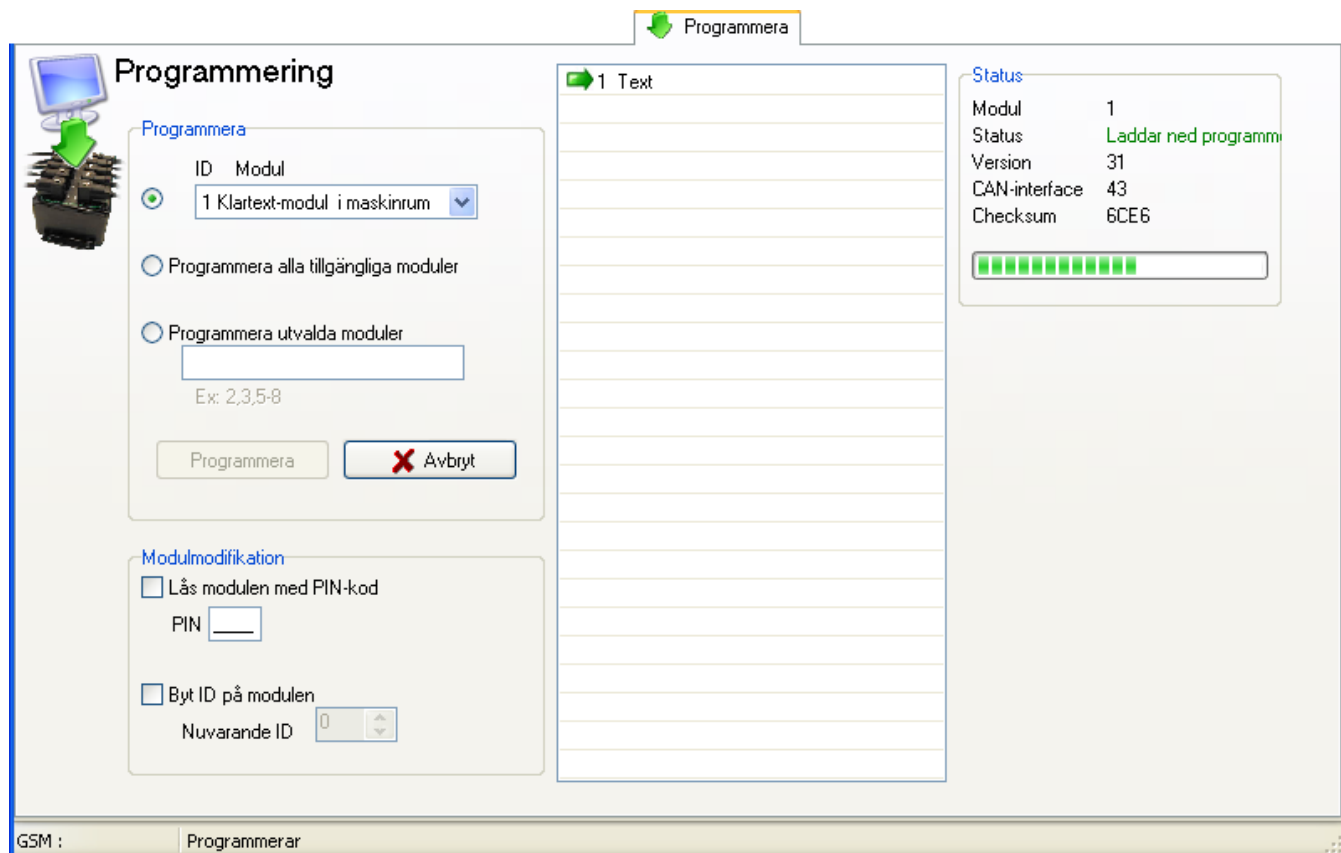 Programmera
Programmering
Programmera
ID Modul
1 Klartext-modul i maskinrum
Programmera alla tillgängliga moduler
Programmera utvalda moduler
Ex: 2,3,5-8
Programmera
Avbryt
Modulmodifikation
Lås modulen med PIN-kod
PIN ____
Byt ID på modulen
Nuvarande ID 0
1 Text
Status
Modul 1
Status Laddar ned programm
Version 31
CAN-interface 43
Checksum 6CE6
GSM : Programmerar